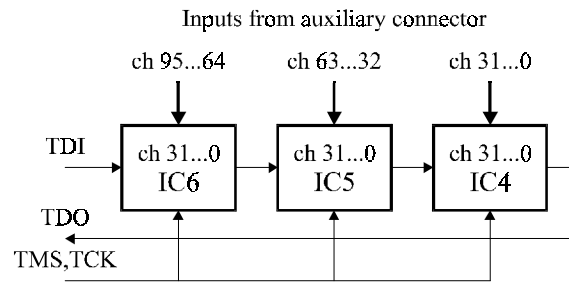 Inputs from auxiliary connector
ch 95...64
ch 63...32
ch 31...0
TDI
ch 31...0
IC6
ch 31...0
IC5
ch 31...0
IC4
TDO
TMS,TCK